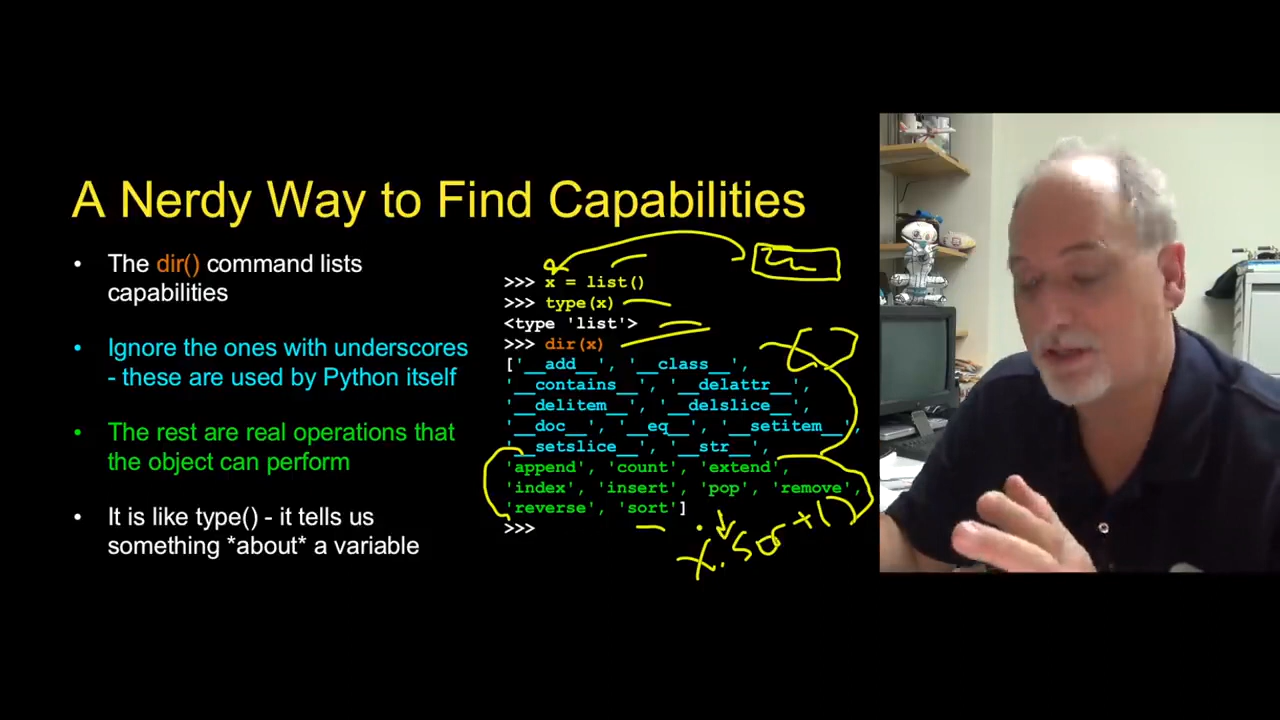 A Nerdy Way to Find Capabilities
• The dir() command lists
capabilities
• Ignore the ones with underscores
- these are used by Python itself
• The rest are real operations that
the object can perform
• It is like type() - it tells us
something *about* a variable
>>> x = list()
>>> type(x)
<type 'list'>
>>> dir(x)
['__add__', '__class__',
'__contains__', '__delattr__',
'__delitem__', '__delslice__',
'__doc__', '__eq__', '__setitem__',
'__setslice__', '__str__',
'append', 'count', 'extend',
'index', 'insert', 'pop', 'remove',
'reverse', 'sort']
>>>
x.sort()